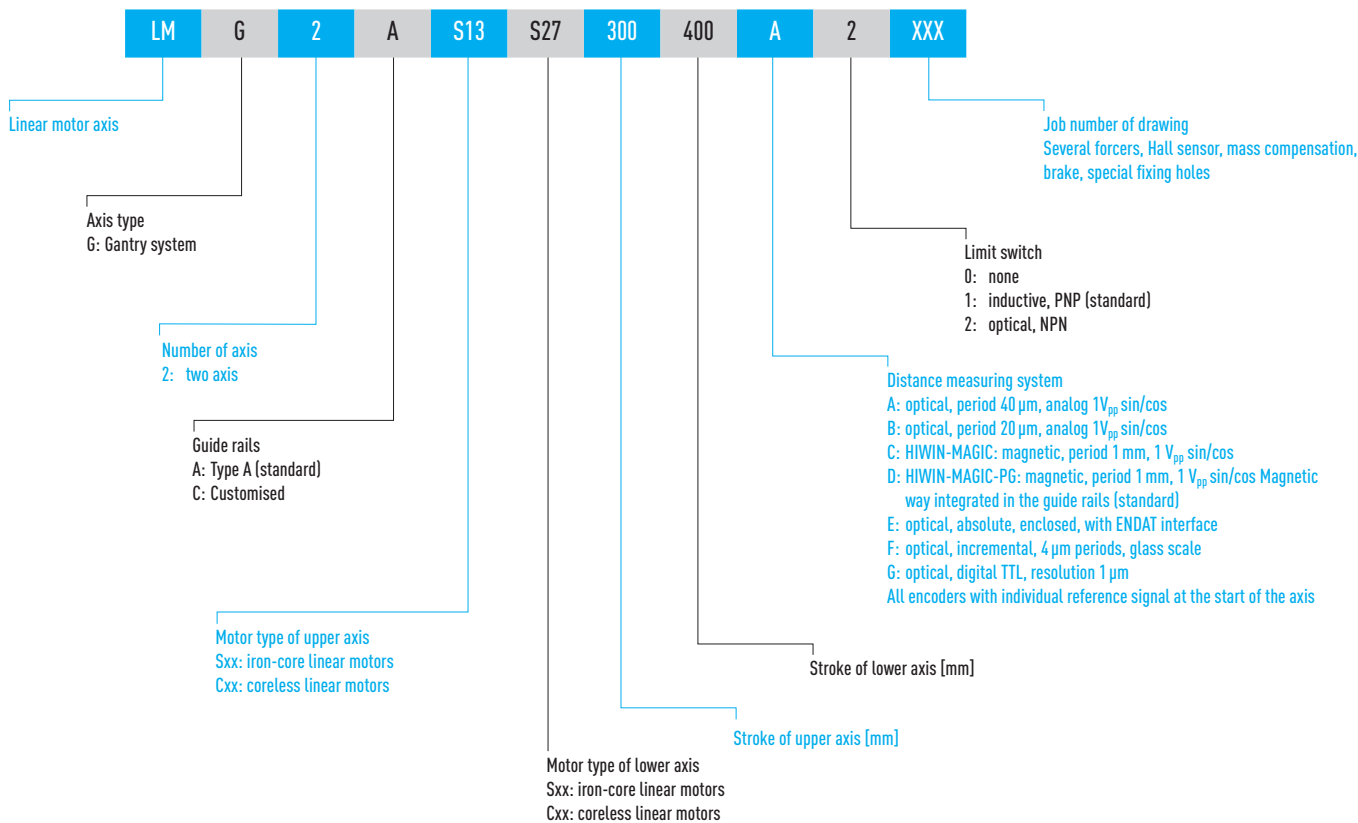 LM G 2 A S13 S27 300 400 A 2 XXX
Linear motor axis
Job number of drawing
Several forcers, Hall sensor, mass compensation,
brake, special fixing holes
Axis type
G: Gantry system
Limit switch
0: none
1: inductive, PNP (standard)
2: optical, NPN
Number of axis
2: two axis
Distance measuring system
A: optical, period 40 µm, analog 1Vpp sin/cos
B: optical, period 20 µm, analog 1Vpp sin/cos
C: HIWIN-MAGIC: magnetic, period 1 mm, 1 Vpp sin/cos
D: HIWIN-MAGIC-PG: magnetic, period 1 mm, 1 Vpp sin/cos Magnetic
way integrated in the guide rails (standard)
E: optical, absolute, enclosed, with ENDAT interface
F: optical, incremental, 4 µm periods, glass scale
G: optical, digital TTL, resolution 1 µm
All encoders with individual reference signal at the start of the axis
Guide rails
A: Type A (standard)
C: Customised
Motor type of upper axis
Sxx: iron-core linear motors
Cxx: coreless linear motors
Stroke of lower axis [mm]
Stroke of upper axis [mm]
Motor type of lower axis
Sxx: iron-core linear motors
Cxx: coreless linear motors